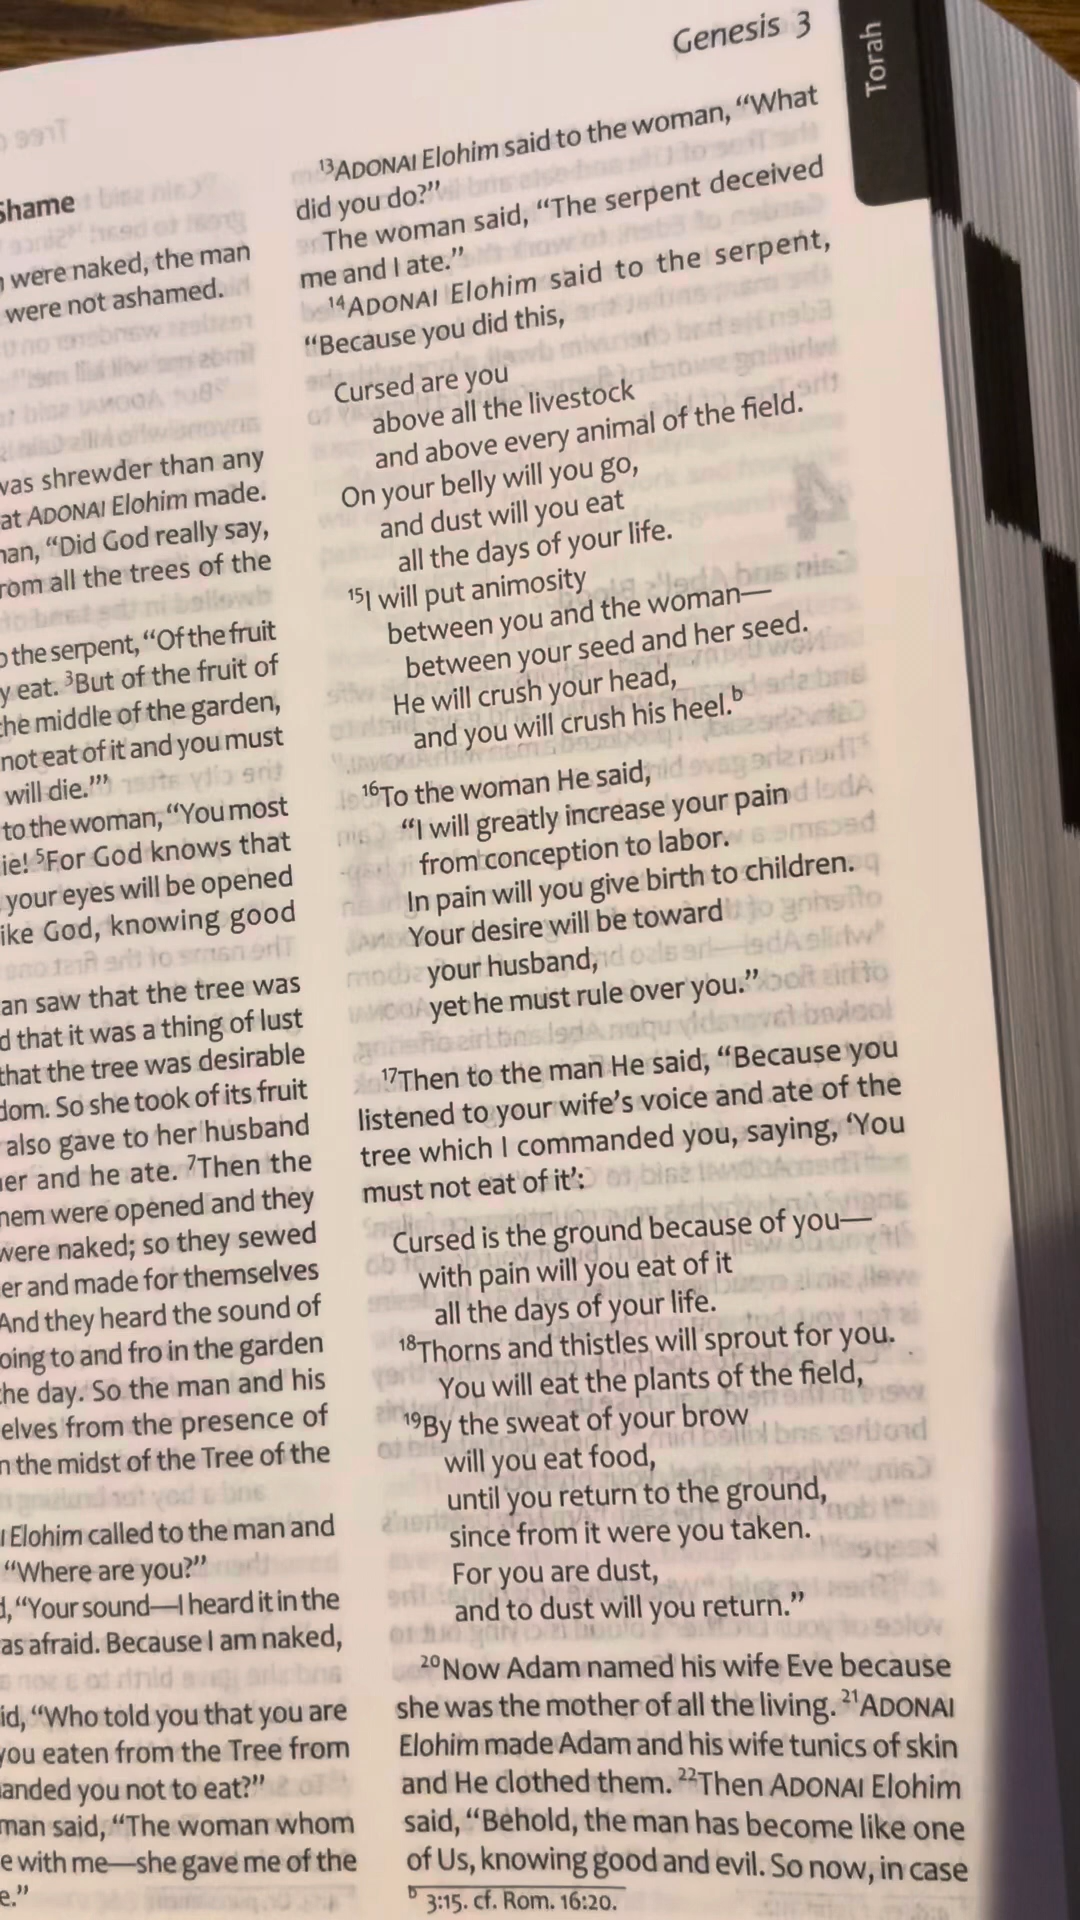 Genesis 3
Torah
Shame
were naked, the man
were not ashamed.
was shrewder than any
at ADONAI Elohim made.
"Did God really say,
rom all the trees of the
the serpent, "Of the fruit
y eat. ³But of the fruit of
the middle of the garden,
not eat of it and you must
will die.'"
to the woman, "You most
ie! ⁵For God knows that
your eyes will be opened
like God, knowing good
an saw that the tree was
d that it was a thing of lust
that the tree was desirable
dom. So she took of its fruit
also gave to her husband
er and he ate. ⁷Then the
hem were opened and they
were naked; so they sewed
er and made for themselves
And they heard the sound of
oing to and fro in the garden
the day. So the man and his
elves from the presence of
n the midst of the Tree of the
I Elohim called to the man and
"Where are you?"
d, "Your sound—I heard it in the
as afraid. Because I am naked,
id, "Who told you that you are
you eaten from the Tree from
anded you not to eat?"
man said, "The woman whom
e with me—she gave me of the
e."
¹³ADONAI Elohim said to the woman, "What
did you do?"
The woman said, "The serpent deceived
me and I ate."
¹⁴ADONAI Elohim said to the serpent,
"Because you did this,
Cursed are you
above all the livestock
and above every animal of the field.
On your belly will you go,
and dust will you eat
all the days of your life.
¹⁵I will put animosity
between you and the woman—
between your seed and her seed.
He will crush your head,
and you will crush his heel.ᵇ
¹⁶To the woman He said,
"I will greatly increase your pain
from conception to labor.
In pain will you give birth to children.
Your desire will be toward
your husband,
yet he must rule over you."
¹⁷Then to the man He said, "Because you
listened to your wife's voice and ate of the
tree which I commanded you, saying, 'You
must not eat of it':
Cursed is the ground because of you—
with pain will you eat of it
all the days of your life.
¹⁸Thorns and thistles will sprout for you.
You will eat the plants of the field,
¹⁹By the sweat of your brow
will you eat food,
until you return to the ground,
since from it were you taken.
For you are dust,
and to dust will you return."
²⁰Now Adam named his wife Eve because
she was the mother of all the living. ²¹ADONAI
Elohim made Adam and his wife tunics of skin
and He clothed them. ²²Then ADONAI Elohim
said, "Behold, the man has become like one
of Us, knowing good and evil. So now, in case
ᵇ 3:15. cf. Rom. 16:20.